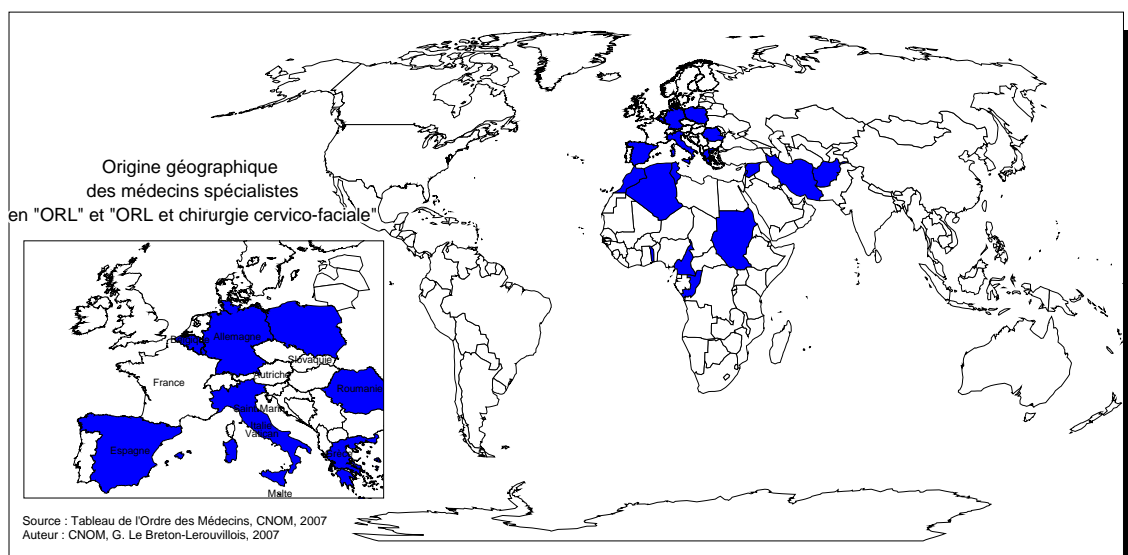 Origine géographique
des médecins spécialistes
en "ORL" et "ORL et chirurgie cervico-faciale"
Allemagne
Slovaquie
Autriche
France
Roumanie
Saint-Marin
Italie
Vatican
Espagne
Grèce
Malte
Source : Tableau de l'Ordre des Médecins, CNOM, 2007
Auteur : CNOM, G. Le Breton-Lerouvillois, 2007